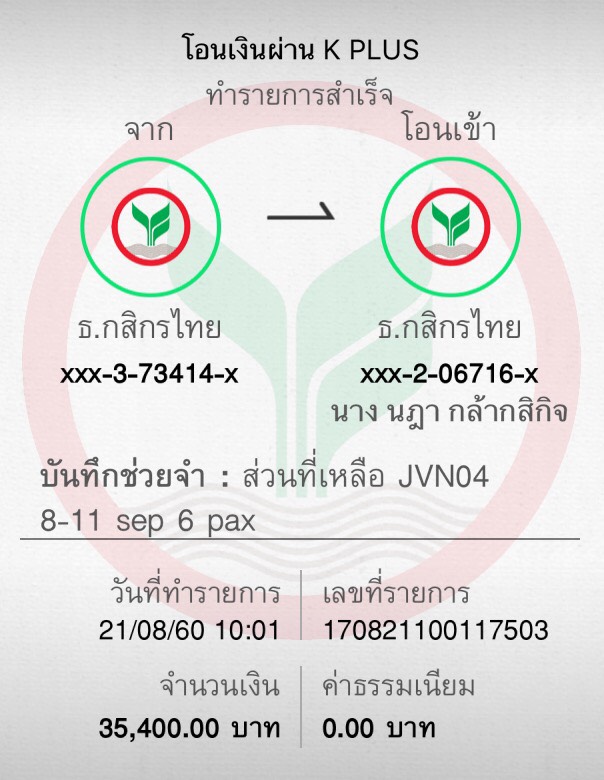 โอนเงินผ่าน K PLUS
ทำรายการสำเร็จ
จาก
โอนเข้า
ธ.กสิกรไทย
ธ.กสิกรไทย
xxx-3-73414-x
xxx-2-06716-x
นาง นฎา กล้ากสิกิจ
บันทึกช่วยจำ : ส่วนที่เหลือ JVN04
8-11 sep 6 pax
วันที่ทำรายการ
เลขที่รายการ
21/08/60 10:01
170821100117503
จำนวนเงิน
ค่าธรรมเนียม
35,400.00 บาท
0.00 บาท